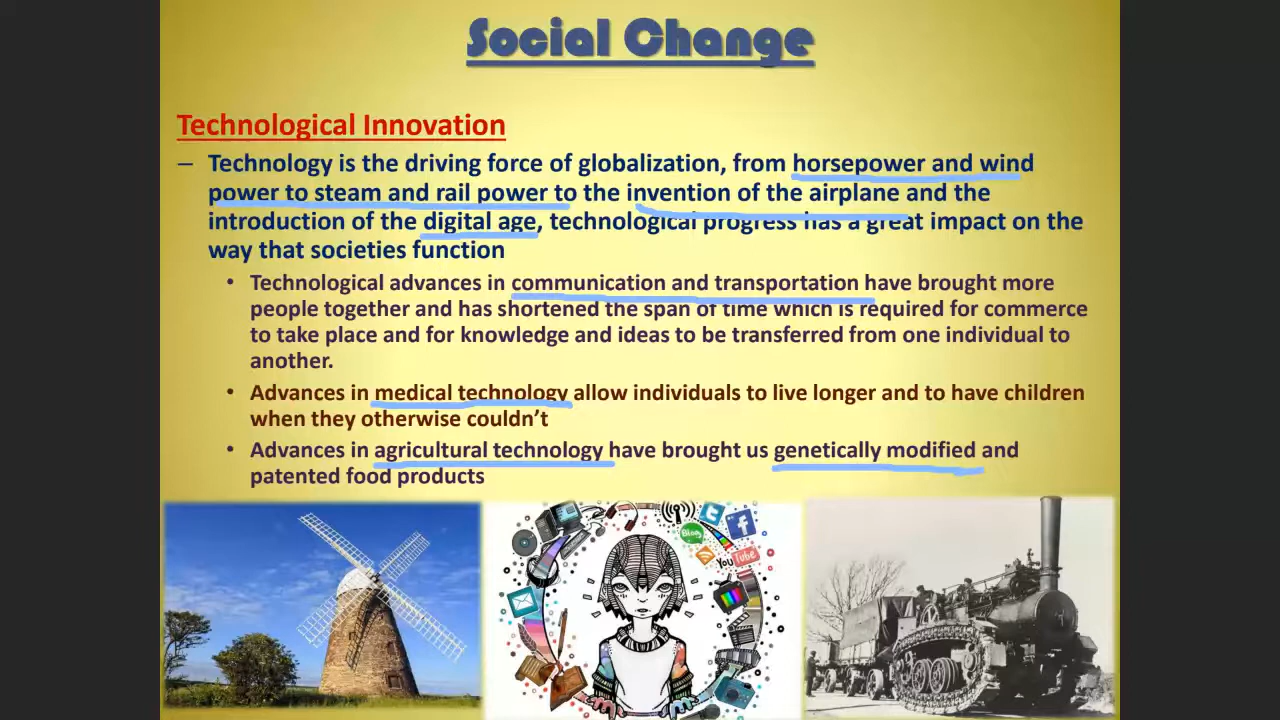 Social Change
Technological Innovation
– Technology is the driving force of globalization, from horsepower and wind
power to steam and rail power to the invention of the airplane and the
introduction of the digital age, technological progress has a great impact on the
way that societies function
• Technological advances in communication and transportation have brought more
people together and has shortened the span of time which is required for commerce
to take place and for knowledge and ideas to be transferred from one individual to
another.
• Advances in medical technology allow individuals to live longer and to have children
when they otherwise couldn't
• Advances in agricultural technology have brought us genetically modified and
patented food products
Bing
YouTube